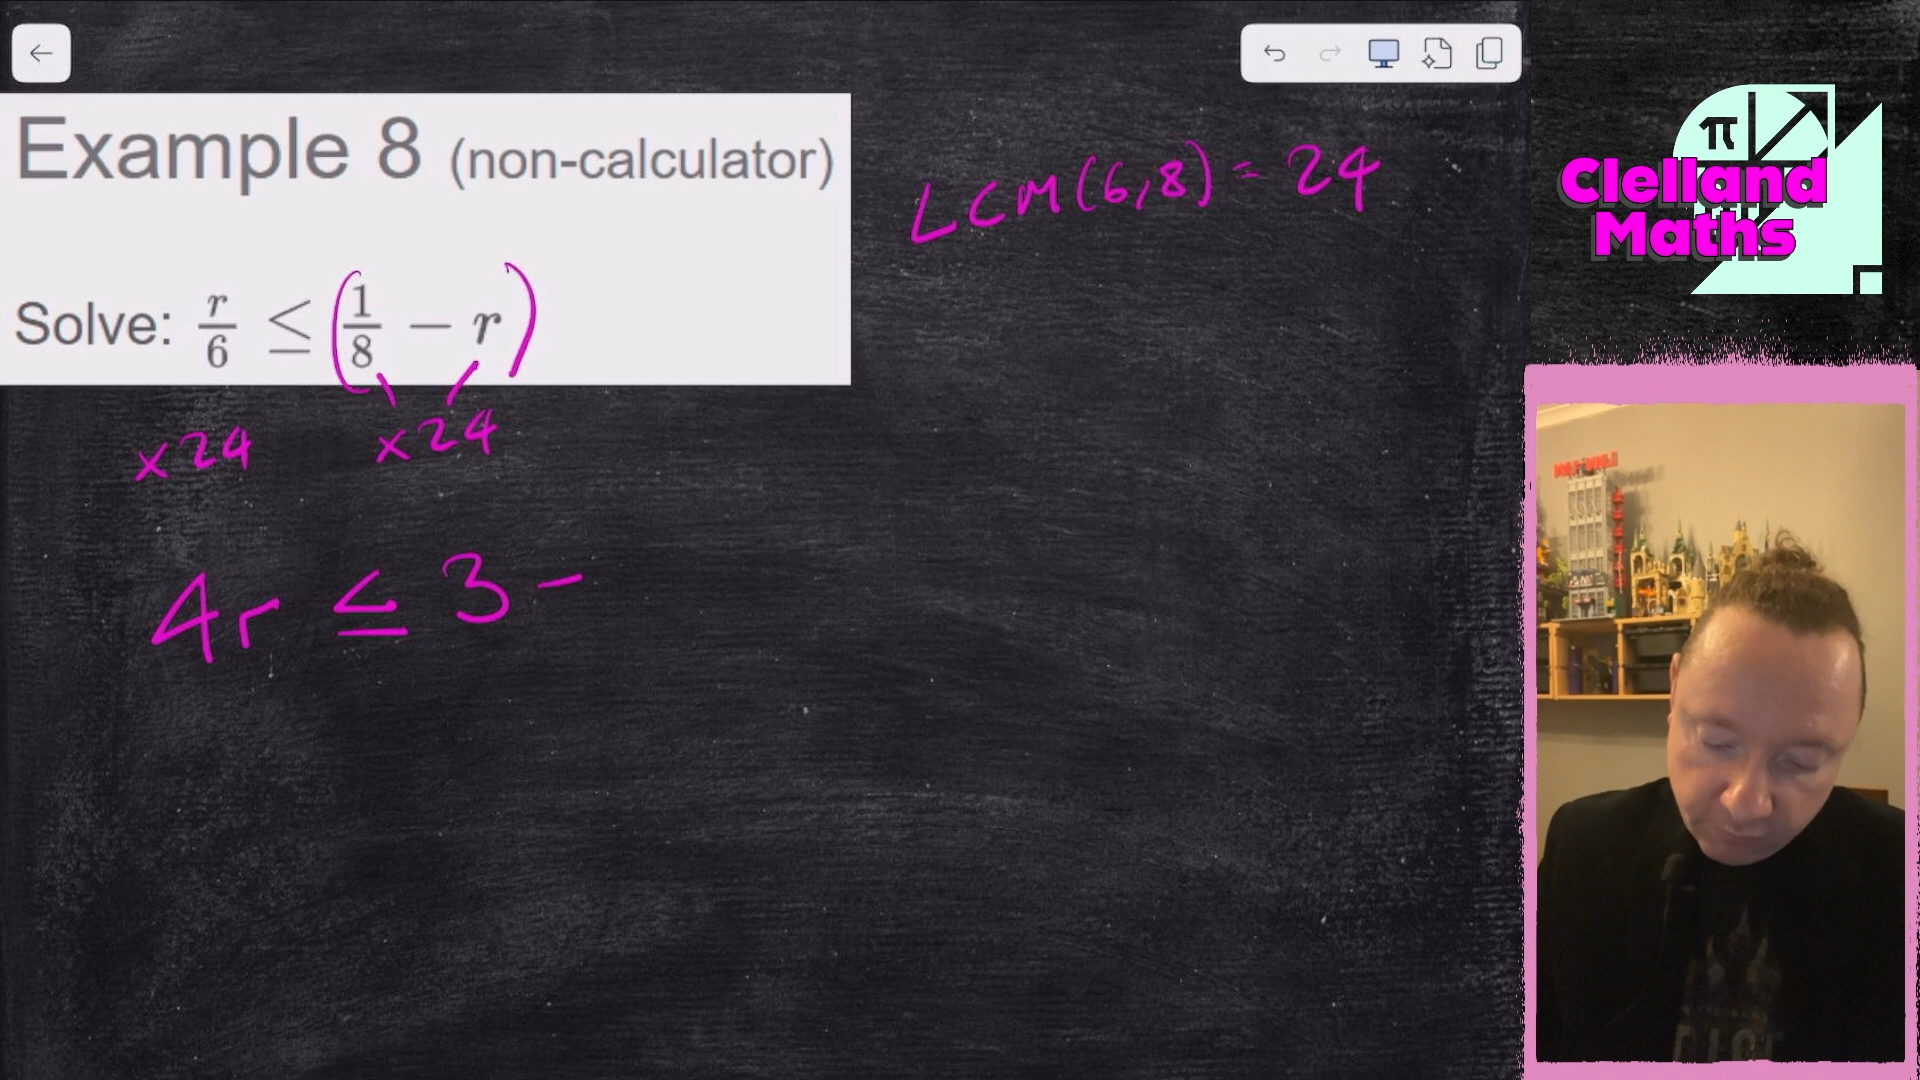 Example 8 (non-calculator)
LCM(6,8) = 24
Solve: r/6 ≤ (1/8 − r)
×24 ×24
4r ≤ 3 −
π
Clelland
Maths